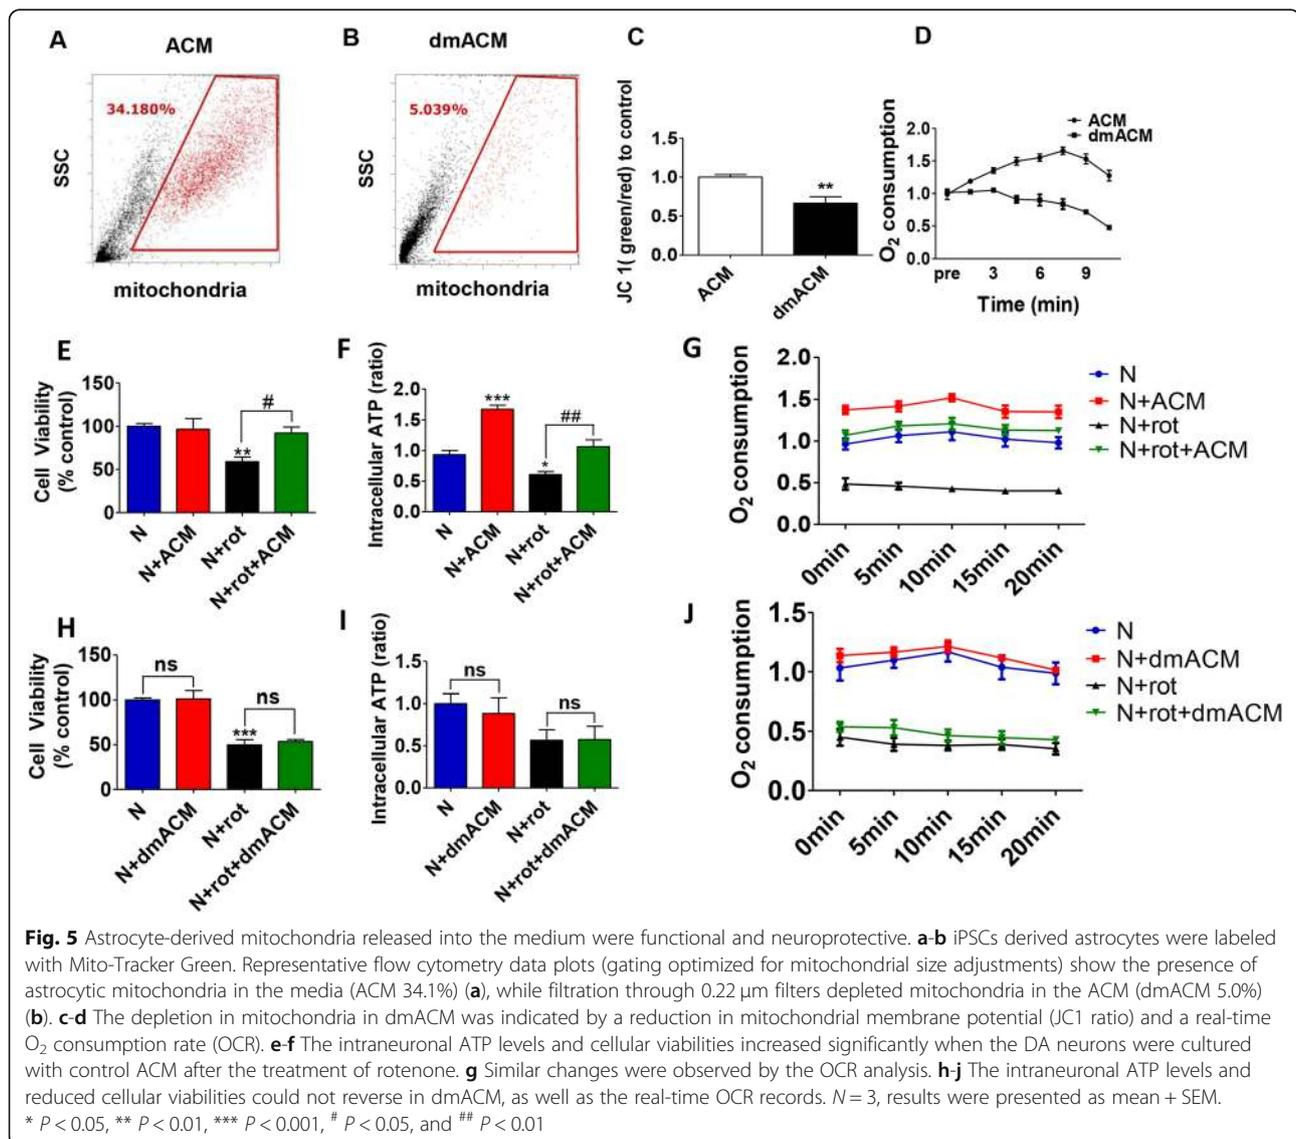 A
ACM
34.180%
SSC
mitochondria
B
dmACM
5.039%
SSC
mitochondria
C
JC 1( green/red) to control
1.5
1.0
0.5
0.0
**
ACM
dmACM
D
O2 consumption
2.0
1.5
1.0
0.5
0.0
ACM
dmACM
pre 3 6 9
Time (min)
E
Cell Viability
(% control)
150
100
50
0
**
#
N
N+ACM
N+rot
N+rot+ACM
F
Intracellular ATP (ratio)
2.0
1.5
1.0
0.5
0.0
***
*
##
N
N+ACM
N+rot
N+rot+ACM
G
O2 consumption
2.0
1.5
1.0
0.5
0.0
0min
5min
10min
15min
20min
N
N+ACM
N+rot
N+rot+ACM
H
Cell Viability
(% control)
150
100
50
0
ns
***
ns
N
N+dmACM
N+rot
N+rot+dmACM
I
Intracellular ATP (ratio)
1.5
1.0
0.5
0.0
ns
ns
N
N+dmACM
N+rot
N+rot+dmACM
J
O2 consumption
1.5
1.0
0.5
0.0
0min
5min
10min
15min
20min
N
N+dmACM
N+rot
N+rot+dmACM
Fig. 5 Astrocyte-derived mitochondria released into the medium were functional and neuroprotective. a-b iPSCs derived astrocytes were labeled
with Mito-Tracker Green. Representative flow cytometry data plots (gating optimized for mitochondrial size adjustments) show the presence of
astrocytic mitochondria in the media (ACM 34.1%) (a), while filtration through 0.22 μm filters depleted mitochondria in the ACM (dmACM 5.0%)
(b). c-d The depletion in mitochondria in dmACM was indicated by a reduction in mitochondrial membrane potential (JC1 ratio) and a real-time
O2 consumption rate (OCR). e-f The intraneuronal ATP levels and cellular viabilities increased significantly when the DA neurons were cultured
with control ACM after the treatment of rotenone. g Similar changes were observed by the OCR analysis. h-j The intraneuronal ATP levels and
reduced cellular viabilities could not reverse in dmACM, as well as the real-time OCR records. N = 3, results were presented as mean + SEM.
* P < 0.05, ** P < 0.01, *** P < 0.001, # P < 0.05, and ## P < 0.01